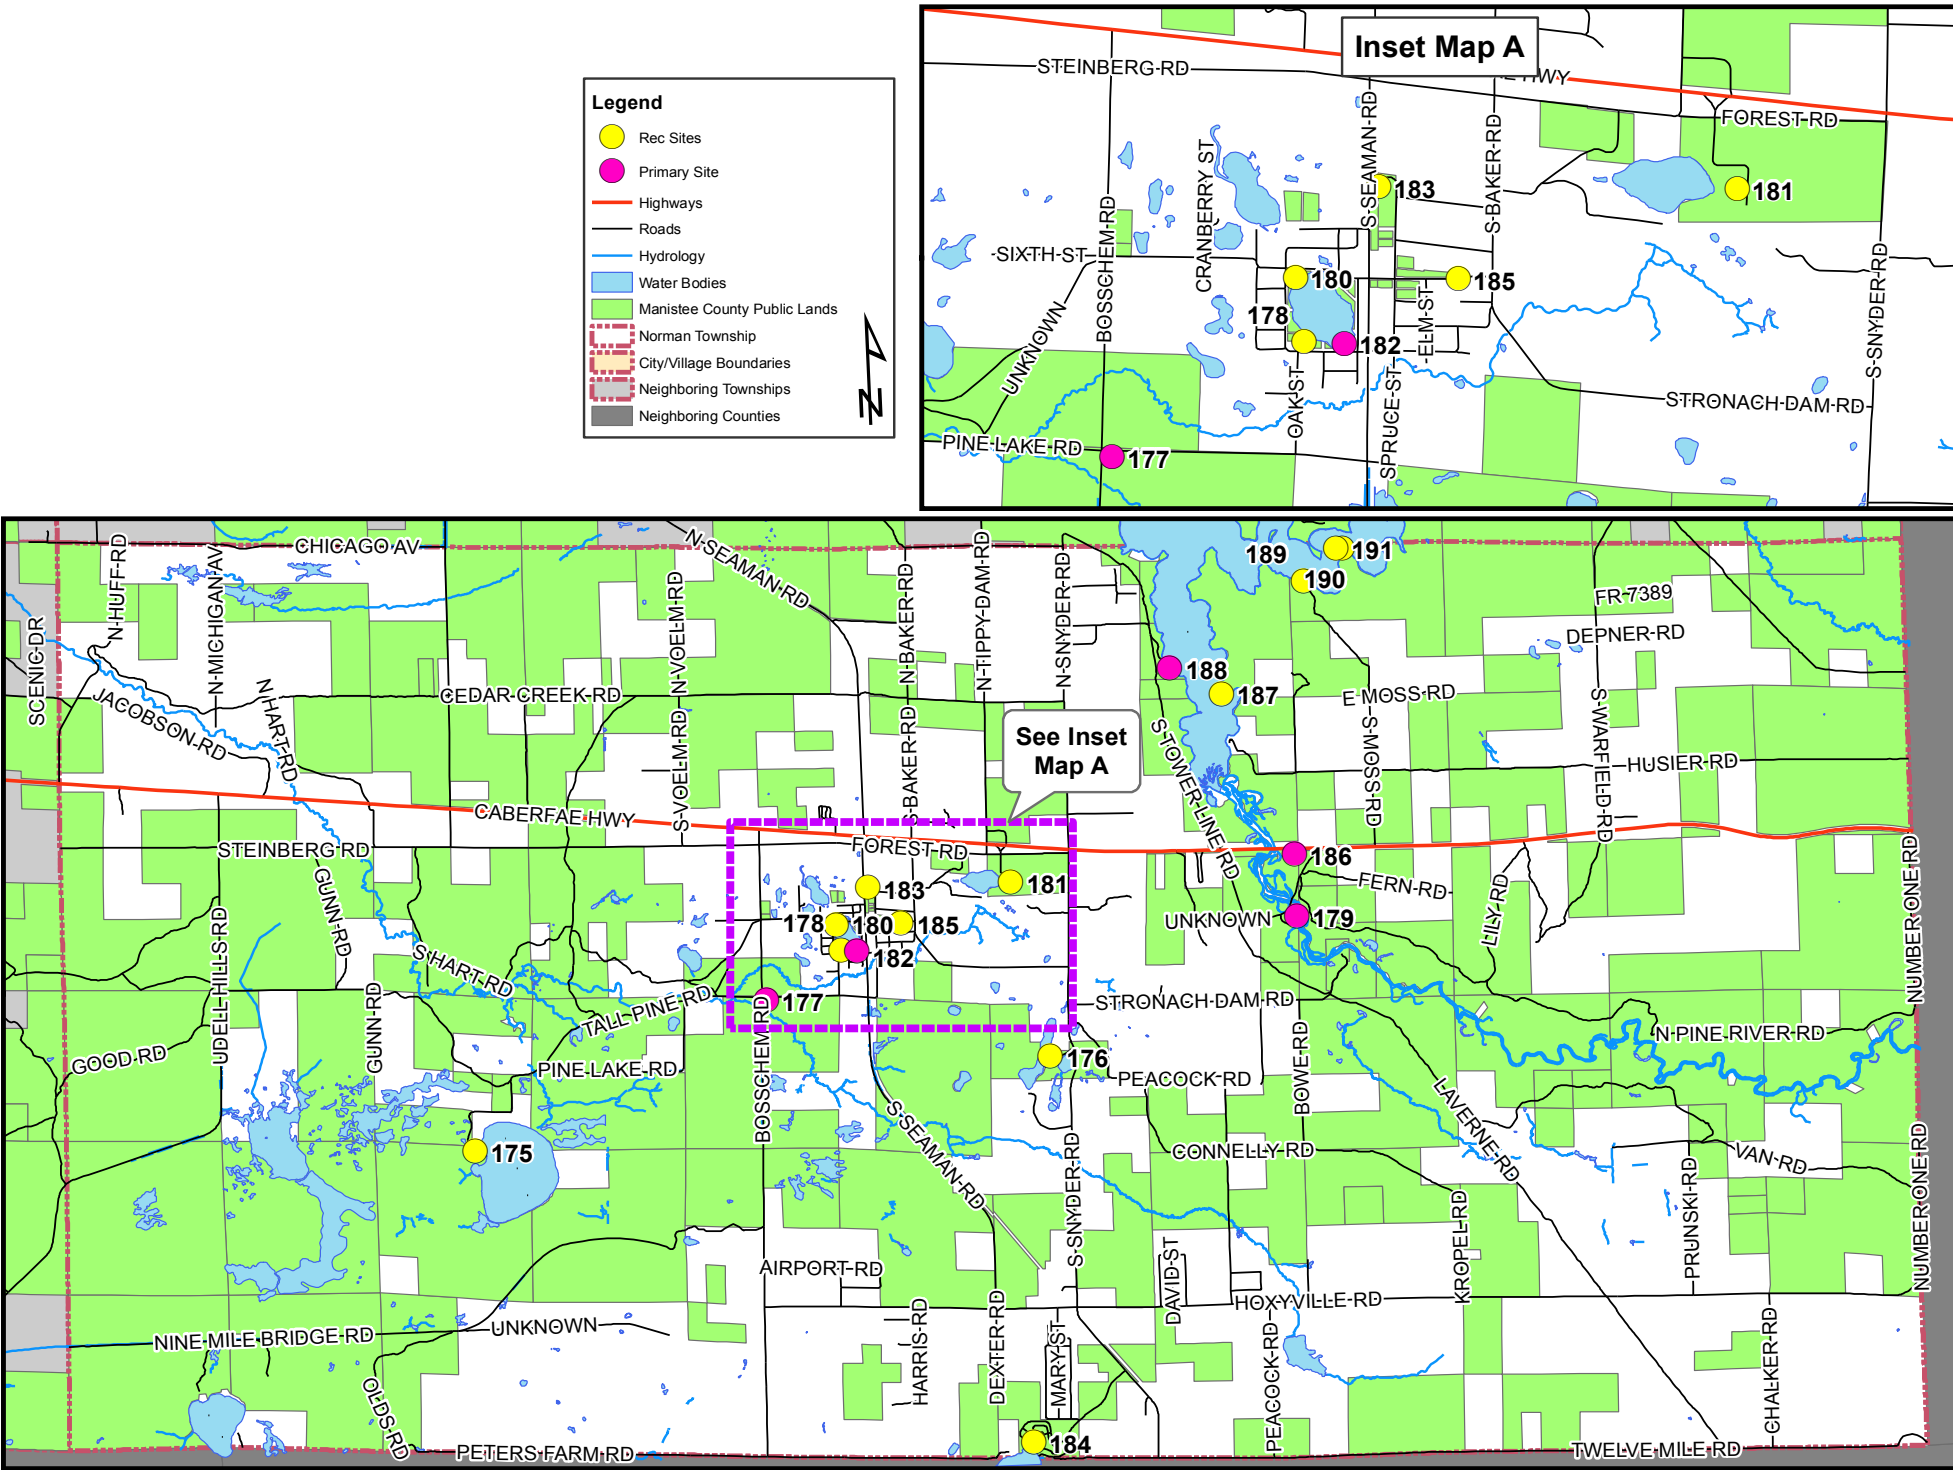 Inset Map A
STEINBERG RD
HWY
FOREST RD
S SEAMAN RD
S BAKER RD
CRANBERRY ST
183
181
BOSSCHEM RD
SIXTH ST
180
185
S SNYDER RD
178
ELM ST
UNKNOWN
182
OAK ST
SPRUCE ST
STRONACH DAM RD
PINE LAKE RD
177
Legend
Rec Sites
Primary Site
Highways
Roads
Hydrology
Water Bodies
Manistee County Public Lands
Norman Township
City/Village Boundaries
Neighboring Townships
Neighboring Counties
N
CHICAGO AV
N HUFF RD
N MICHIGAN AV
N SEAMAN RD
N VOELM RD
N BAKER RD
N TIPPY DAM RD
N SNYDER RD
189
191
190
FR 7389
DEPNER RD
SCENIC DR
JACOBSON RD
N HART RD
CEDAR CREEK RD
188
187
E MOSS RD
S MOSS RD
S WARFIELD RD
HUSIER RD
S VOELM RD
S BAKER RD
See Inset
Map A
S TOWER LINE RD
CABERFAE HWY
STEINBERG RD
FOREST RD
186
FERN RD
LILY RD
NUMBER ONE RD
GUNN RD
183
181
178
180
185
182
UNKNOWN
179
UDELL HILLS RD
S HART RD
TALL PINE RD
177
STRONACH DAM RD
N PINE RIVER RD
GOOD RD
GUNN RD
PINE LAKE RD
BOSSCHEM RD
176
PEACOCK RD
BOWE RD
LAVERNE RD
175
S SEAMAN RD
S SNYDER RD
CONNELLY RD
VAN RD
PRUNSKI RD
KROPEL RD
NUMBER ONE RD
AIRPORT RD
DAVID ST
HOXYVILLE RD
NINE MILE BRIDGE RD
UNKNOWN
HARRIS RD
DEXTER RD
MARY ST
PEACOCK RD
CHALKER RD
OLDS RD
PETERS FARM RD
184
TWELVE MILE RD